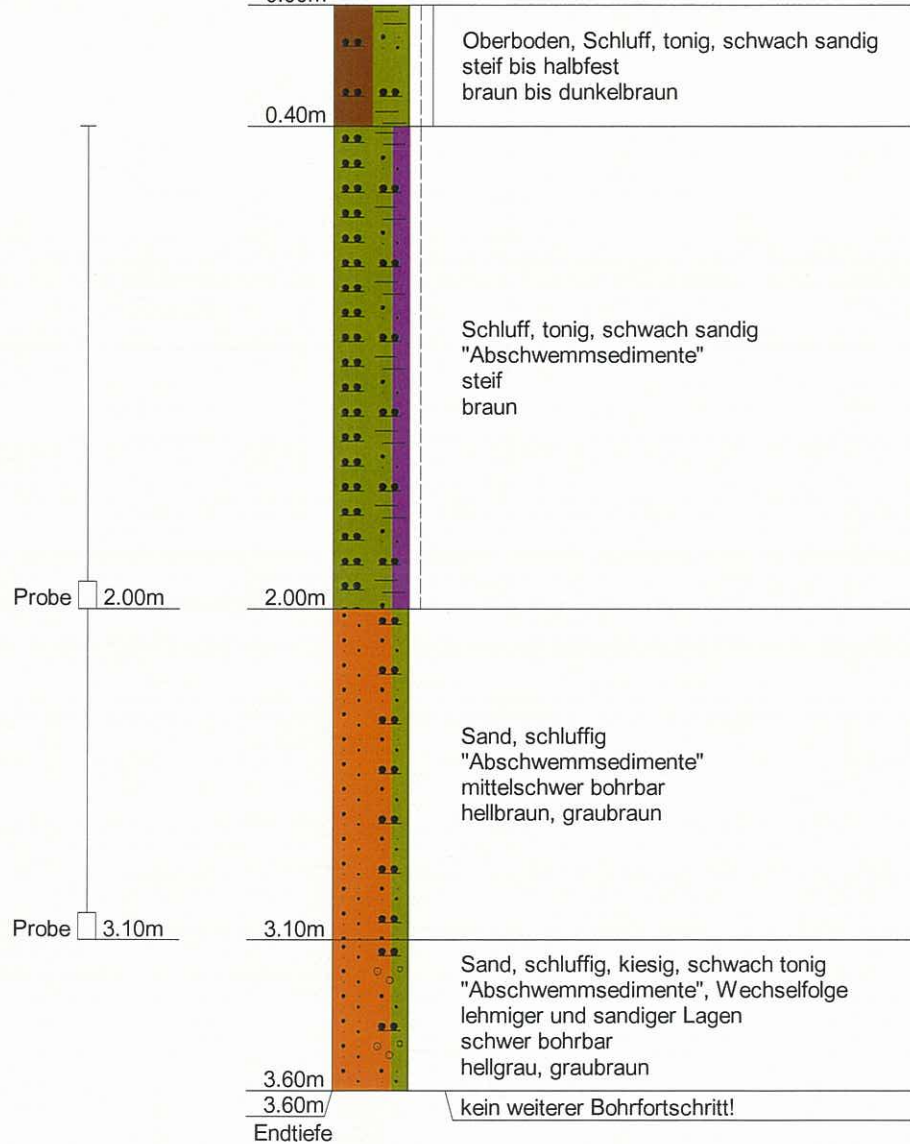 Oberboden, Schluff, tonig, schwach sandig
steif bis halbfest
braun bis dunkelbraun
0.40m
Schluff, tonig, schwach sandig
"Abschwemmsedimente"
steif
braun
Probe 2.00m
2.00m
Sand, schluffig
"Abschwemmsedimente"
mittelschwer bohrbar
hellbraun, graubraun
Probe 3.10m
3.10m
Sand, schluffig, kiesig, schwach tonig
"Abschwemmsedimente", Wechselfolge
lehmiger und sandiger Lagen
schwer bohrbar
hellgrau, graubraun
3.60m
3.60m
kein weiterer Bohrfortschritt!
Endtiefe